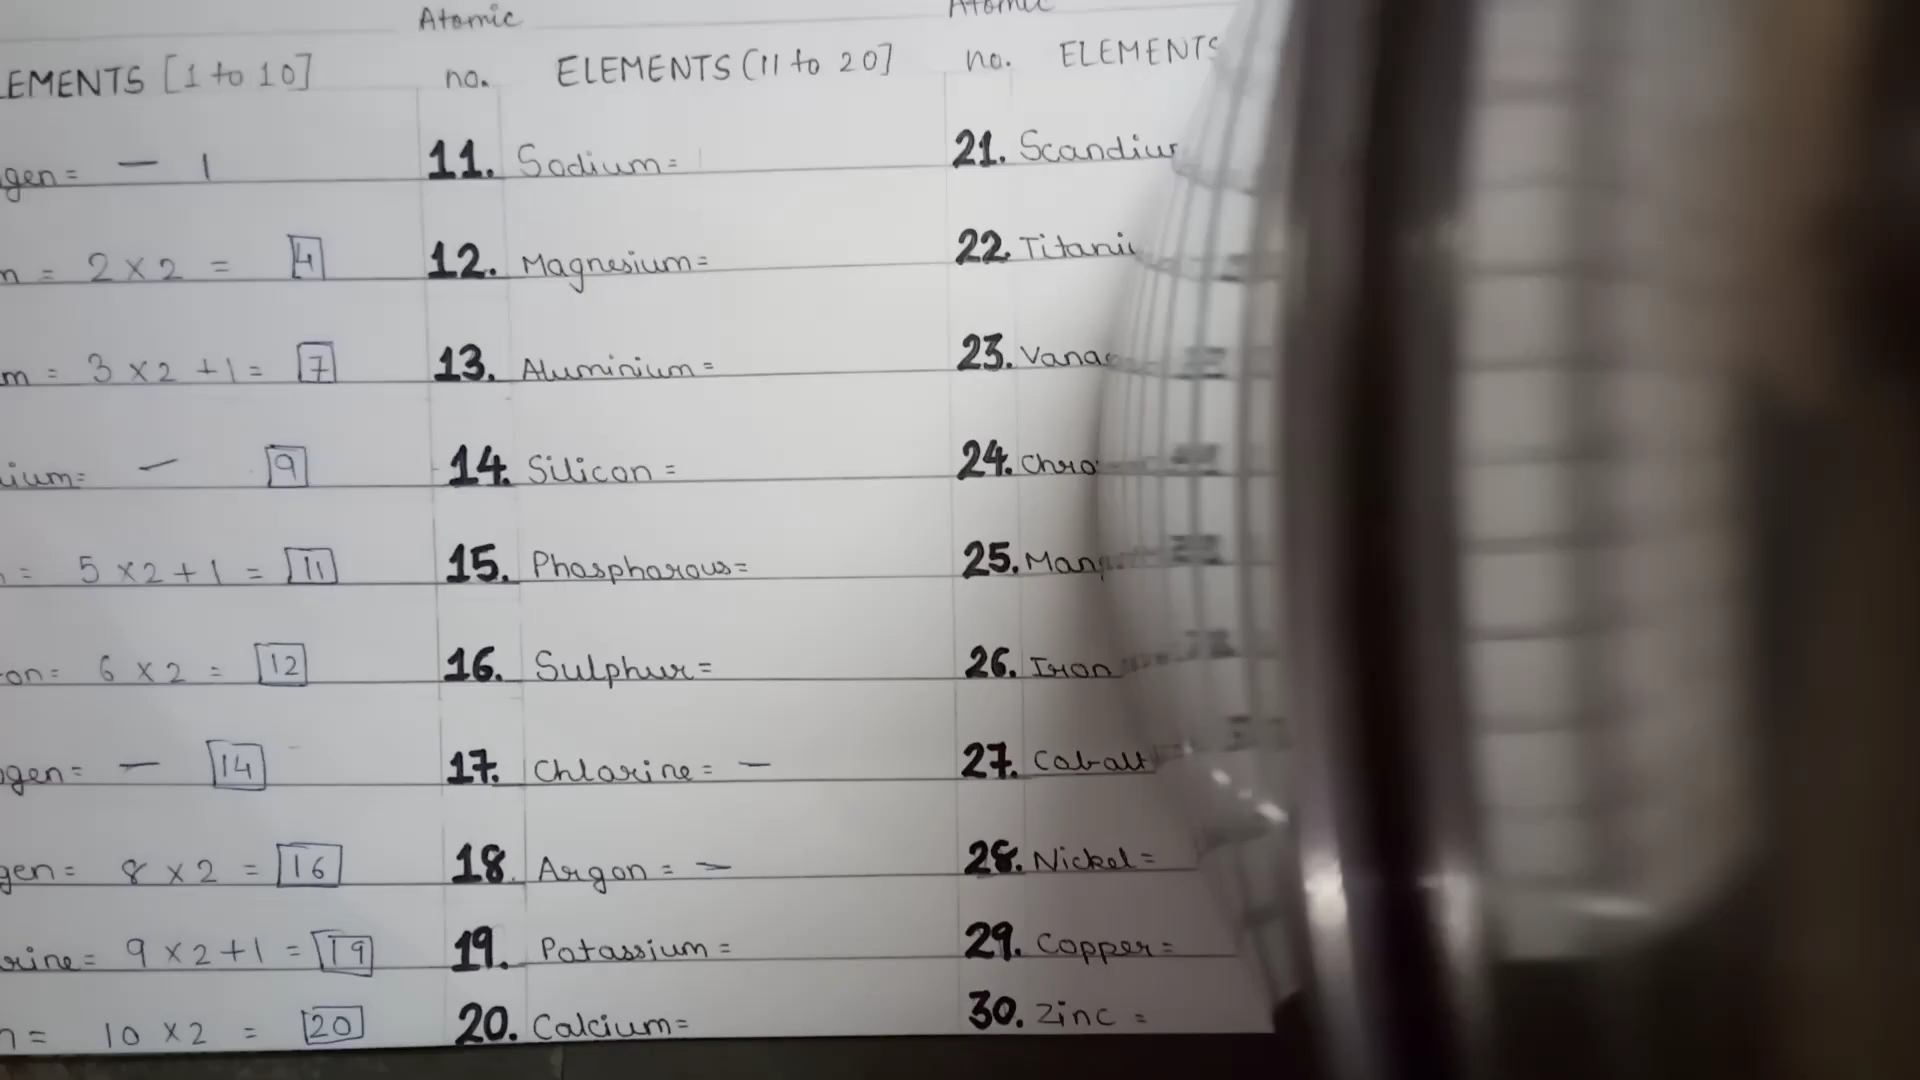 Atomic Atomic
EMENTS [1 to 10] no. ELEMENTS (11 to 20] no. ELEMENTS
gen = — 1 11. Sodium = 21. Scandium
= 2 x 2 = 4 12. Magnesium = 22. Titani
m = 3 x 2 + 1 = 7 13. Aluminium = 23. Vana
ium = — 9 14. Silicon = 24. Chro
= 5 x 2 + 1 = 11 15. Phosphorous = 25. Mang
on = 6 x 2 = 12 16. Sulphur = 26. Iron
ogen = — 14 17. Chlorine = — 27. Cobalt
gen = 8 x 2 = 16 18. Argon = — 28. Nickel =
rine = 9 x 2 + 1 = 19 19. Potassium = 29. Copper =
n = 10 x 2 = 20 20. Calcium = 30. Zinc =